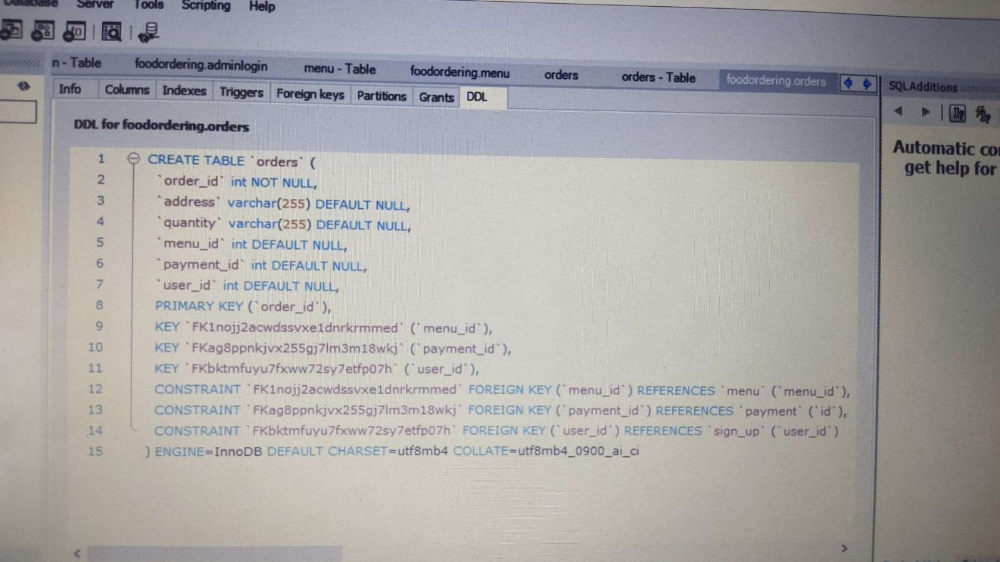 Database Server Tools Scripting Help
n - Table foodordering.adminlogin menu - Table foodordering.menu orders orders - Table foodordering.orders
SQLAdditions
Info Columns Indexes Triggers Foreign keys Partitions Grants DDL
DDL for foodordering.orders
Automatic co
get help for
1 CREATE TABLE `orders` (
2 `order_id` int NOT NULL,
3 `address` varchar(255) DEFAULT NULL,
4 `quantity` varchar(255) DEFAULT NULL,
5 `menu_id` int DEFAULT NULL,
6 `payment_id` int DEFAULT NULL,
7 `user_id` int DEFAULT NULL,
8 PRIMARY KEY (`order_id`),
9 KEY `FK1nojj2acwdssvxe1dnrkrmmed` (`menu_id`),
10 KEY `FKag8ppnkjvx255gj7lm3m18wkj` (`payment_id`),
11 KEY `FKbktmfuyu7fxww72sy7etfp07h` (`user_id`),
12 CONSTRAINT `FK1nojj2acwdssvxe1dnrkrmmed` FOREIGN KEY (`menu_id`) REFERENCES `menu` (`menu_id`),
13 CONSTRAINT `FKag8ppnkjvx255gj7lm3m18wkj` FOREIGN KEY (`payment_id`) REFERENCES `payment` (`id`),
14 CONSTRAINT `FKbktmfuyu7fxww72sy7etfp07h` FOREIGN KEY (`user_id`) REFERENCES `sign_up` (`user_id`)
15 ) ENGINE=InnoDB DEFAULT CHARSET=utf8mb4 COLLATE=utf8mb4_0900_ai_ci